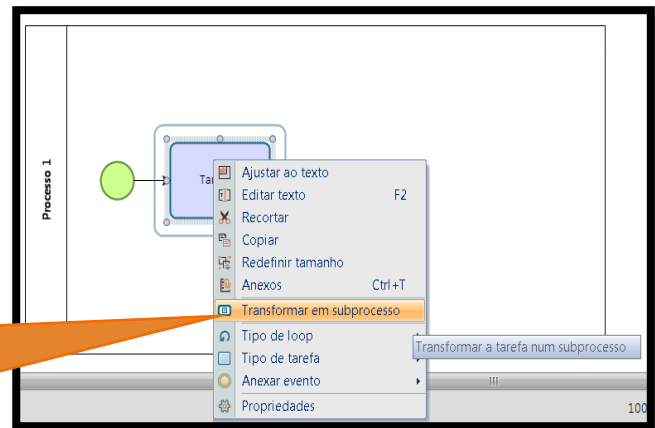 Processo 1
Tar
Ajustar ao texto
Editar texto F2
Recortar
Copiar
Redefinir tamanho
Anexos Ctrl+T
Transformar em subprocesso
Tipo de loop
Transformar a tarefa num subprocesso
Tipo de tarefa
Anexar evento
Propriedades
100